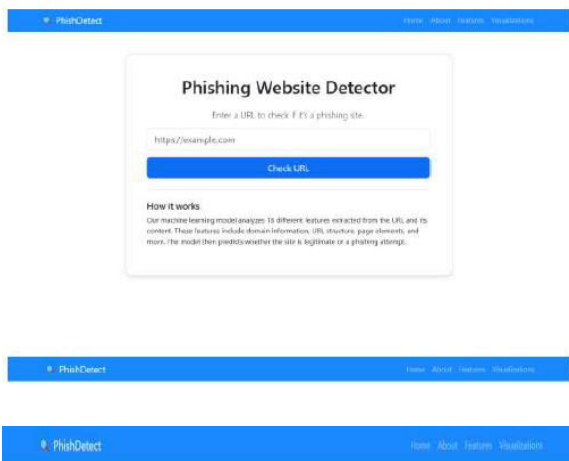 PhishDetect
Home About Features Visualizations
Phishing Website Detector
Enter a URL to check if it's a phishing site.
https://example.com
Check URL
How it works
Our machine learning model analyzes 16 different features extracted from the URL and its
content. These features include domain information, URL structure, page elements, and
more. The model then predicts whether the site is legitimate or a phishing attempt.
PhishDetect
Home About Features Visualizations
PhishDetect
Home About Features Visualizations